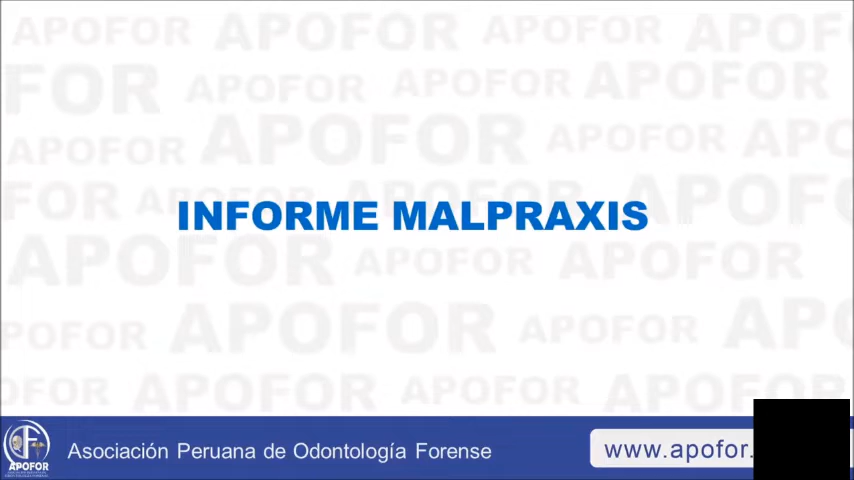 INFORME MALPRAXIS
APOFOR
Asociación Peruana de Odontología Forense
www.apofor.